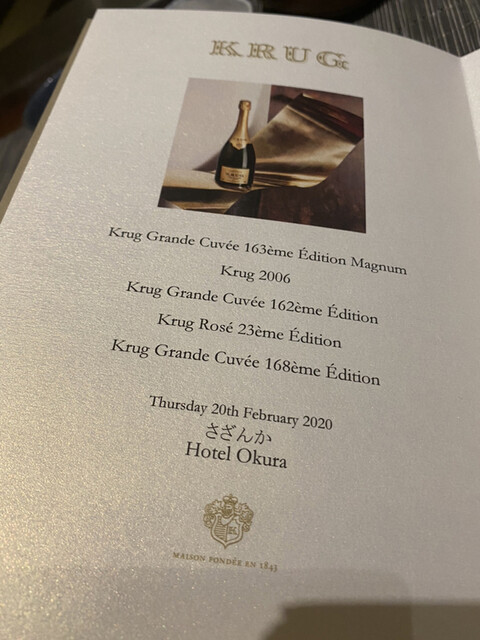 KRUG
Krug Grande Cuvée 163ème Édition Magnum
Krug 2006
Krug Grande Cuvée 162ème Édition
Krug Rosé 23ème Édition
Krug Grande Cuvée 168ème Édition
Thursday 20th February 2020
さざんか
Hotel Okura
MAISON FONDÉE EN 1843